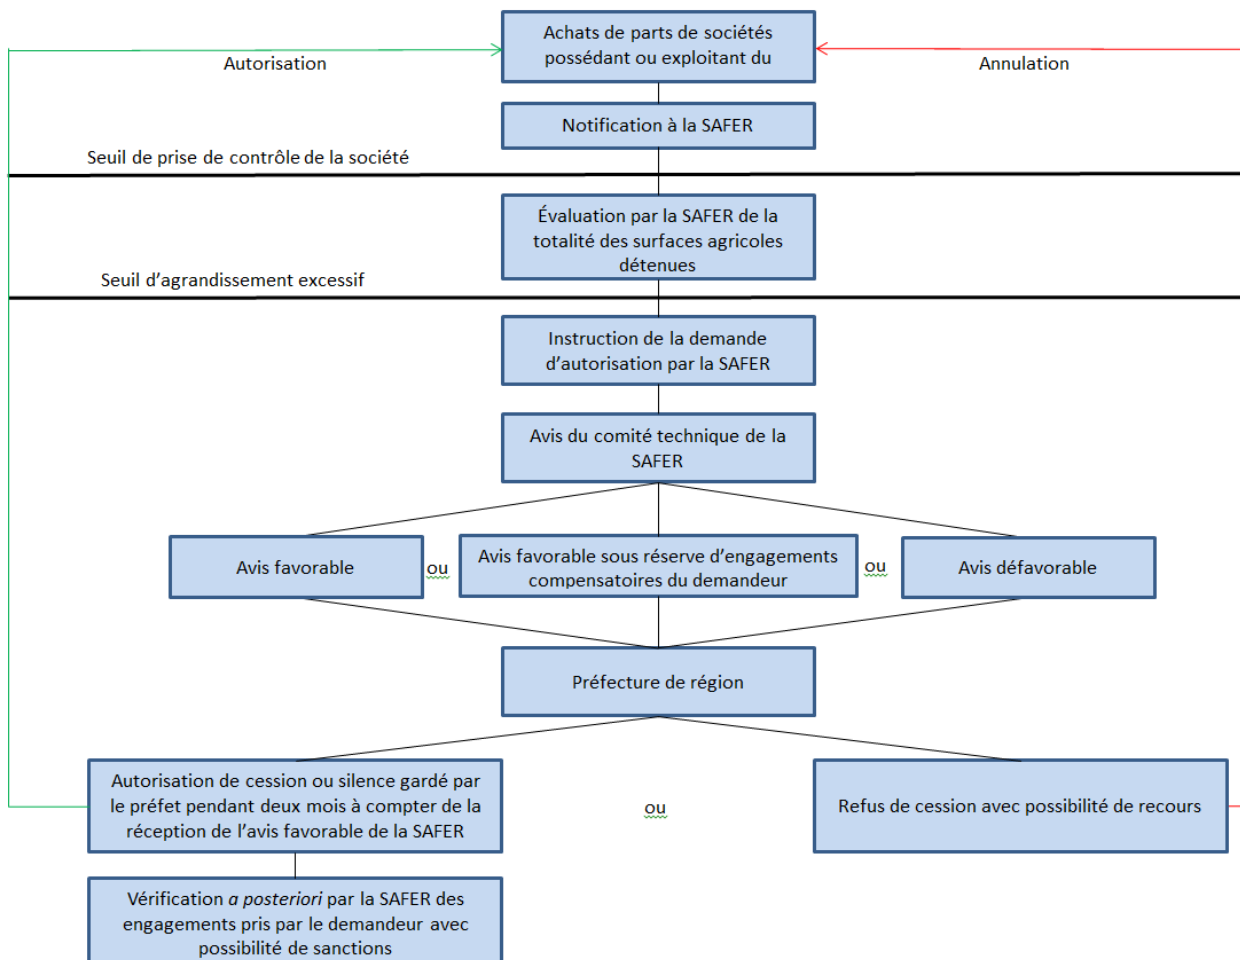 Achats de parts de sociétés
possédant ou exploitant du
Autorisation
Annulation
Notification à la SAFER
Seuil de prise de contrôle de la société
Évaluation par la SAFER de la
totalité des surfaces agricoles
détenues
Seuil d’agrandissement excessif
Instruction de la demande
d’autorisation par la SAFER
Avis du comité technique de la
SAFER
Avis favorable
ou
Avis favorable sous réserve d’engagements
compensatoires du demandeur
ou
Avis défavorable
Préfecture de région
Autorisation de cession ou silence gardé par
le préfet pendant deux mois à compter de la
réception de l’avis favorable de la SAFER
ou
Refus de cession avec possibilité de recours
Vérification a posteriori par la SAFER des
engagements pris par le demandeur avec
possibilité de sanctions